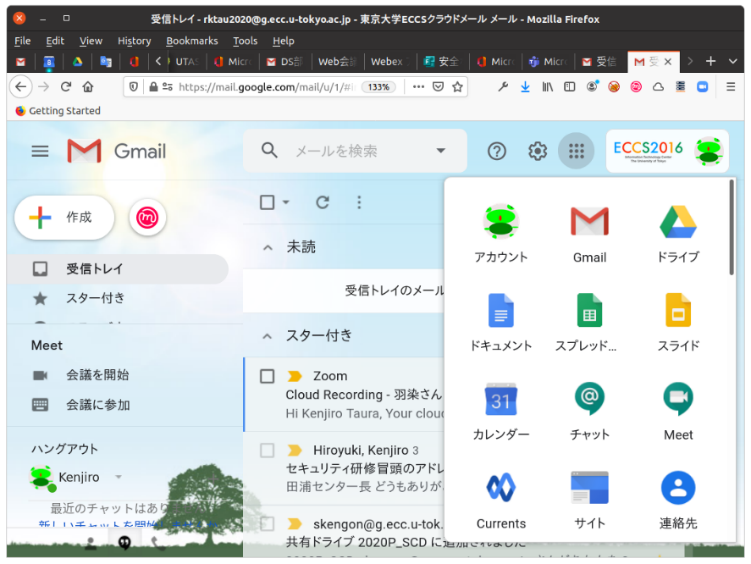 受信トレイ - rktau2020@g.ecc.u-tokyo.ac.jp - 東京大学ECCSクラウドメール メール - Mozilla Firefox
File Edit View History Bookmarks Tools Help
UTAS Micr DS部 Web会議 Webex 安全 Micr Micr 受信 受
https://mail.google.com/mail/u/1/# 133%
Getting Started
Gmail
メールを検索
ECCS2016
作成
受信トレイ
スター付き
Meet
会議を開始
会議に参加
ハングアウト
Kenjiro
最近のチャットはあり
新しいチャットを開始
未読
受信トレイのメール
スター付き
Zoom
Cloud Recording - 羽染さん
Hi Kenjiro Taura, Your clou
Hiroyuki, Kenjiro 3
セキュリティ研修冒頭のアドレ
田浦センター長 どうもありが
skengon@g.ecc.u-tok.
共有ドライブ 2020P_SCD に追加されました
アカウント
Gmail
ドライブ
ドキュメント
スプレッド...
スライド
31
カレンダー
チャット
Meet
Currents
サイト
連絡先